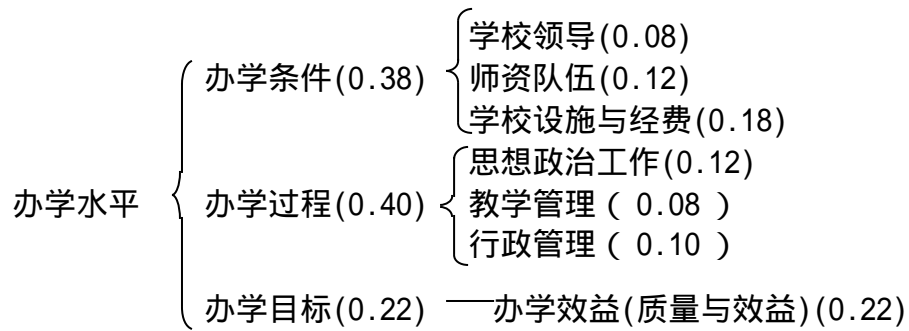 学校领导(0.08)
办学条件(0.38)
师资队伍(0.12)
学校设施与经费(0.18)
思想政治工作(0.12)
办学水平
办学过程(0.40)
教学管理( 0.08 )
行政管理( 0.10 )
办学目标(0.22)
办学效益(质量与效益)(0.22)